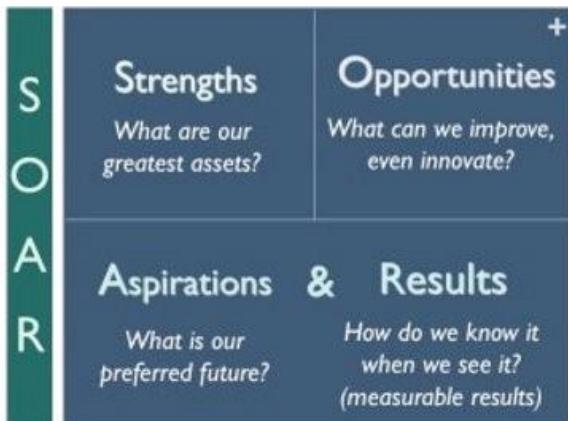 S
O
A
R
+
Strengths
What are our
greatest assets?
Opportunities
What can we improve,
even innovate?
Aspirations & Results
What is our
preferred future?
How do we know it
when we see it?
(measurable results)